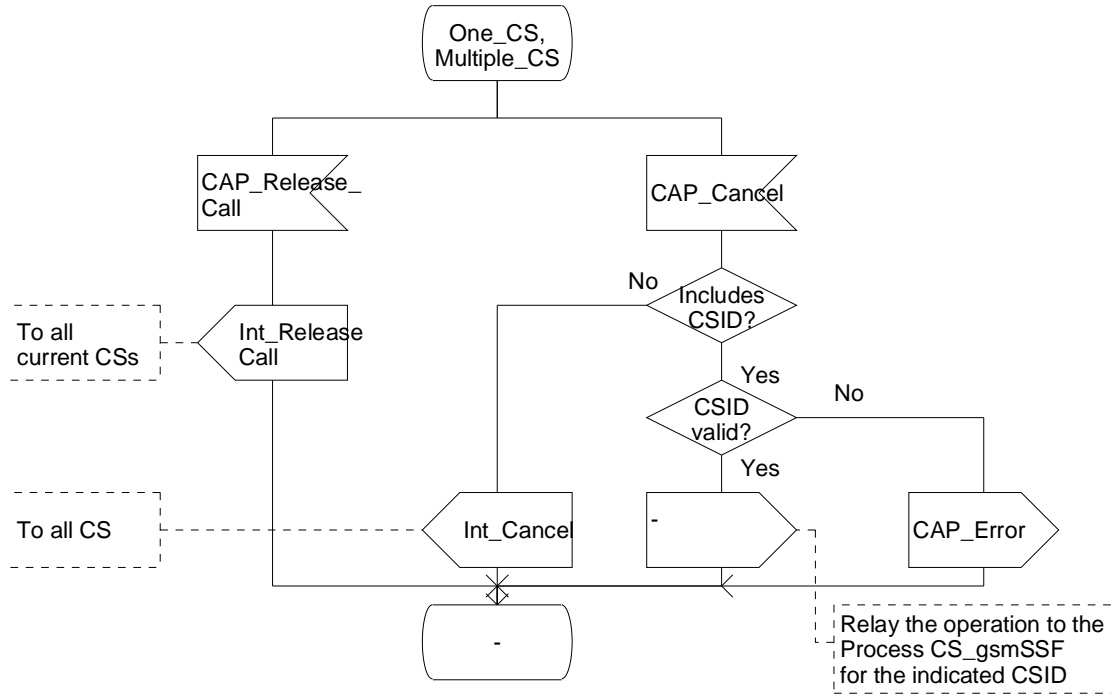 One_CS,
Multiple_CS
CAP_Release_
Call
CAP_Cancel
No
Includes
CSID?
To all
current CSs
Int_Release
Call
Yes
No
CSID
valid?
Yes
To all CS
Int_Cancel
-
CAP_Error
-
Relay the operation to the
Process CS_gsmSSF
for the indicated CSID